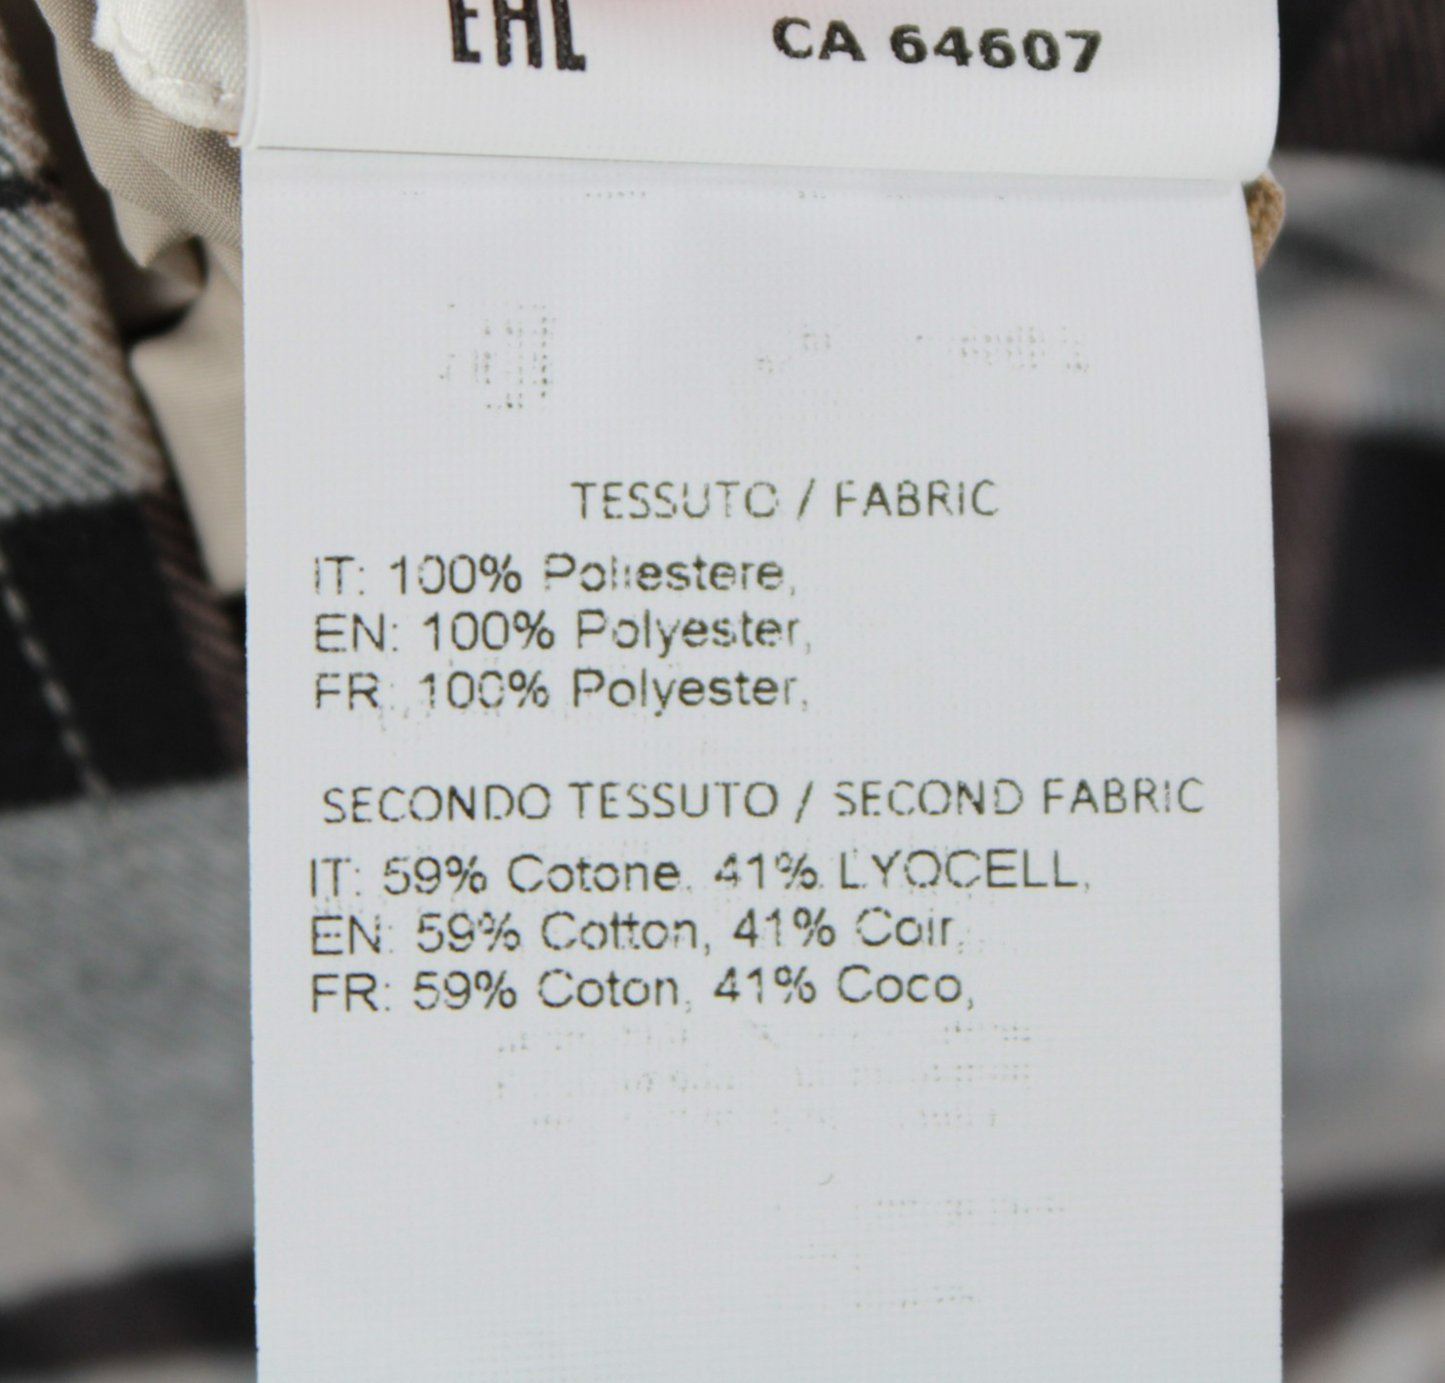 EAC
CA 64607
TESSUTO / FABRIC
IT: 100% Poliestere,
EN: 100% Polyester,
FR: 100% Polyester,
SECONDO TESSUTO / SECOND FABRIC
IT: 59% Cotone, 41% LYOCELL,
EN: 59% Cotton, 41% Coir,
FR: 59% Coton, 41% Coco,